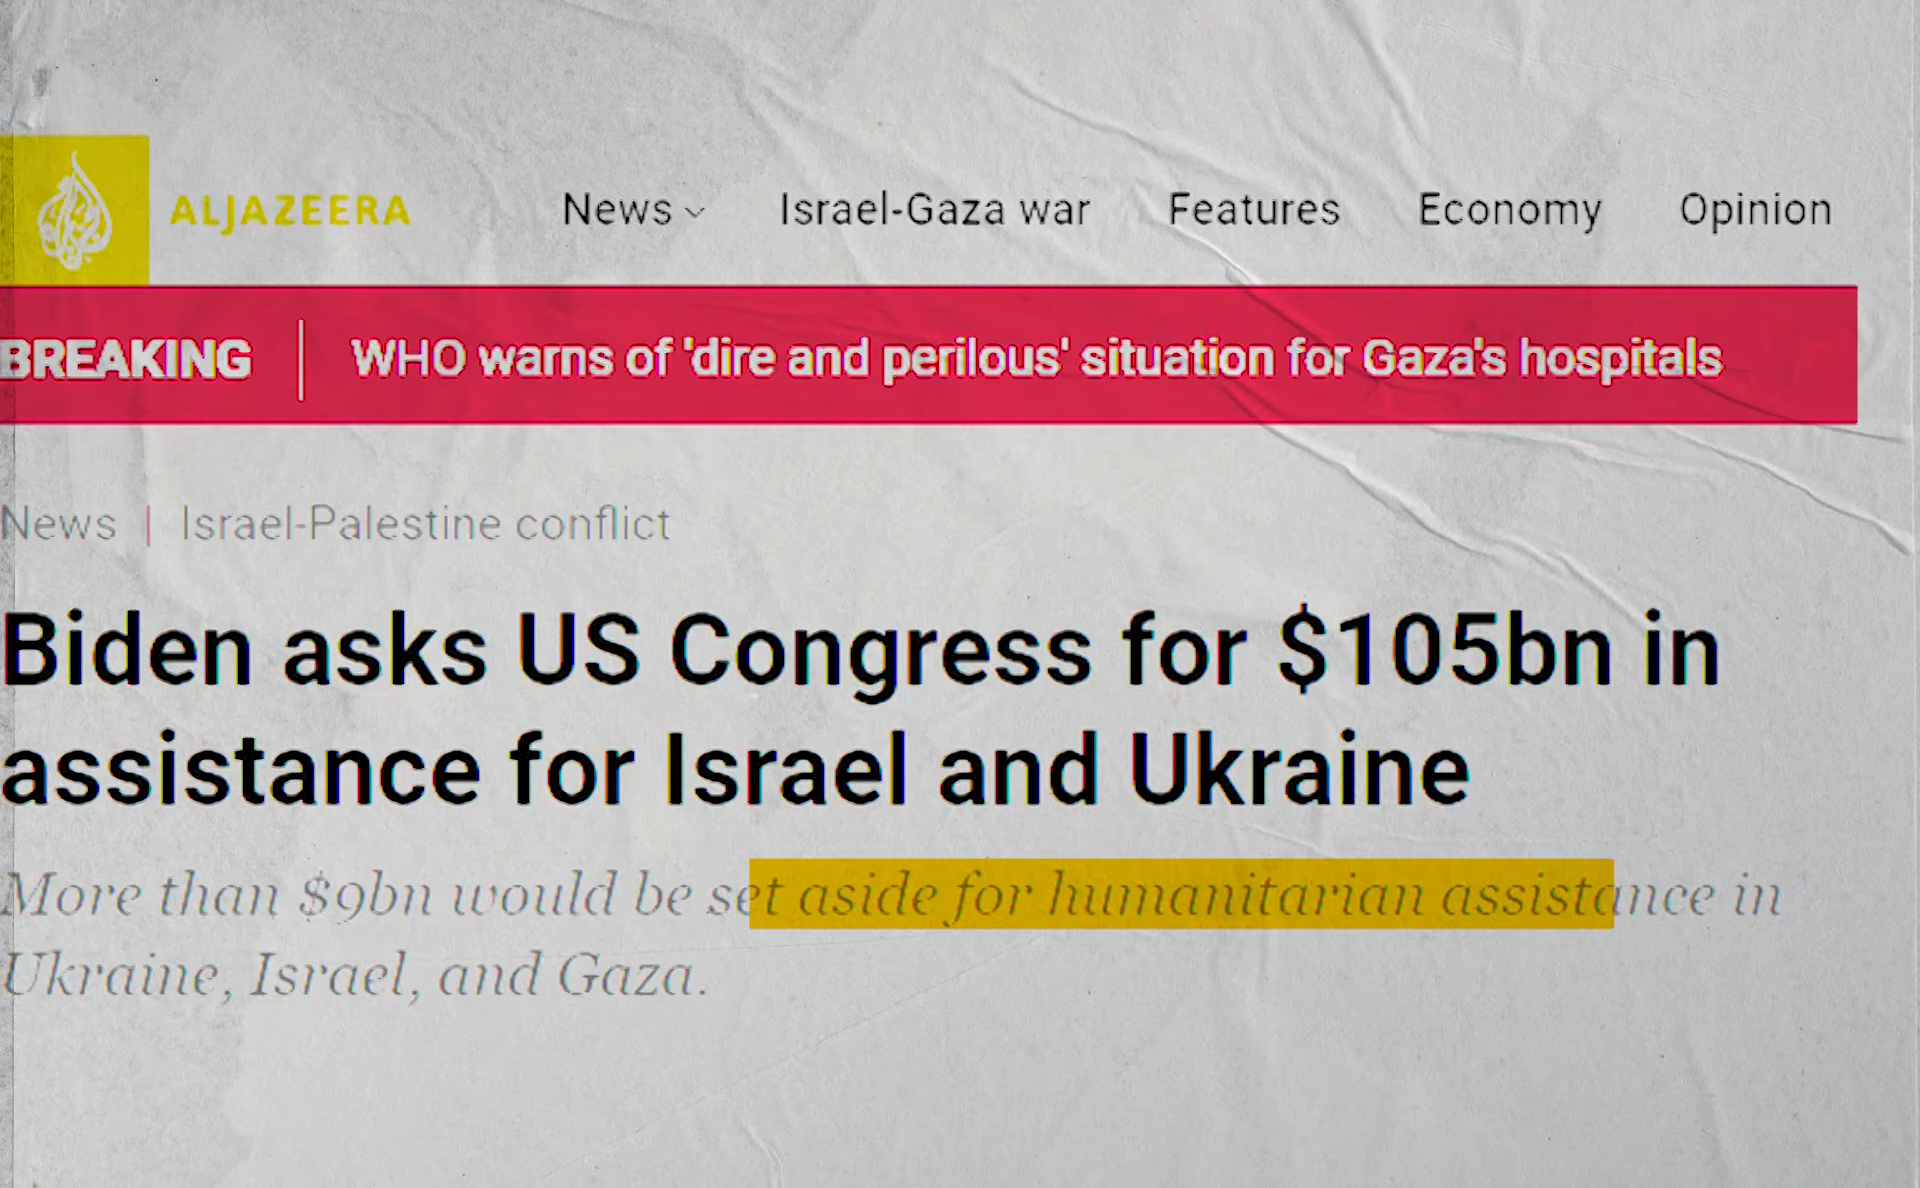 ALJAZEERA
News Israel-Gaza war Features Economy Opinion
BREAKING WHO warns of 'dire and perilous' situation for Gaza's hospitals
News | Israel-Palestine conflict
Biden asks US Congress for $105bn in
assistance for Israel and Ukraine
More than $9bn would be set aside for humanitarian assistance in
Ukraine, Israel, and Gaza.